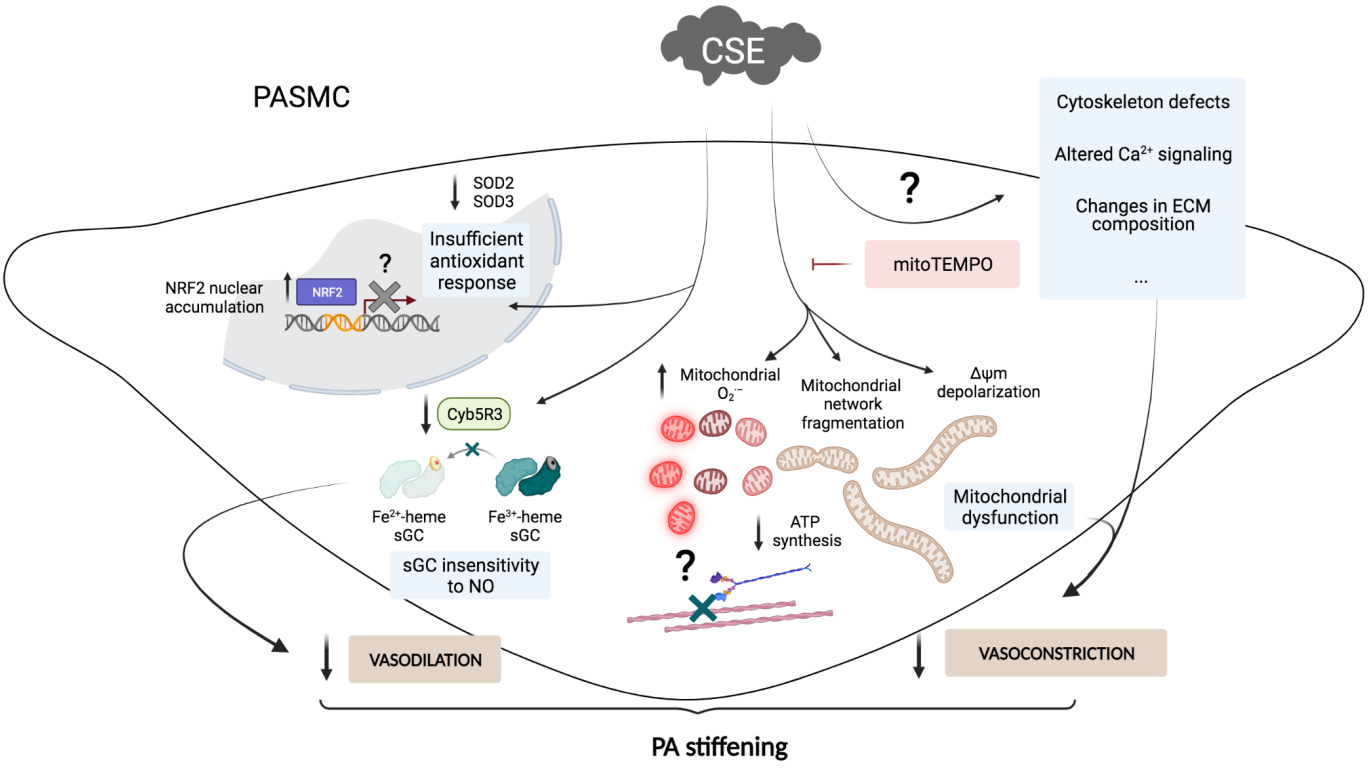 CSE
PASMC
Cytoskeleton defects
Altered Ca²⁺ signaling
Changes in ECM
composition
...
SOD2
SOD3
?
Insufficient
antioxidant
response
?
NRF2 nuclear
accumulation
NRF2
mitoTEMPO
Mitochondrial
O₂·⁻
Mitochondrial
network
fragmentation
Δψm
depolarization
Cyb5R3
Fe²⁺-heme
sGC
Fe³⁺-heme
sGC
sGC insensitivity
to NO
Mitochondrial
dysfunction
ATP
synthesis
?
VASODILATION
VASOCONSTRICTION
PA stiffening